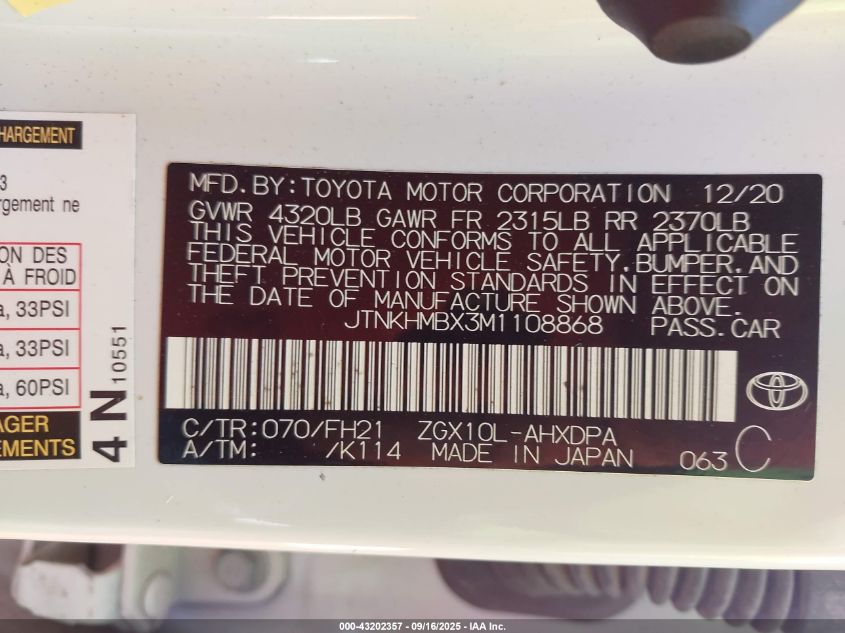 HARGEMENT
3
rgement ne
ON DES
À FROID
a, 33PSI
a, 33PSI
a, 60PSI
AGER
EMENTS
4N 10551
MFD.BY:TOYOTA MOTOR CORPORATION 12/20
GVWR 4320LB GAWR FR 2315LB RR 2370LB
THIS VEHICLE CONFORMS TO ALL APPLICABLE
FEDERAL MOTOR VEHICLE SAFETY,BUMPER,AND
THEFT PREVENTION STANDARDS IN EFFECT ON
THE DATE OF MANUFACTURE SHOWN ABOVE.
JTNKHMBX3M1108868 PASS.CAR
C/TR:070/FH21 ZGX10L-AHXDPA
A/TM: /K114 MADE IN JAPAN 063 C
000-43202357 - 09/16/2025 - IAA Inc.